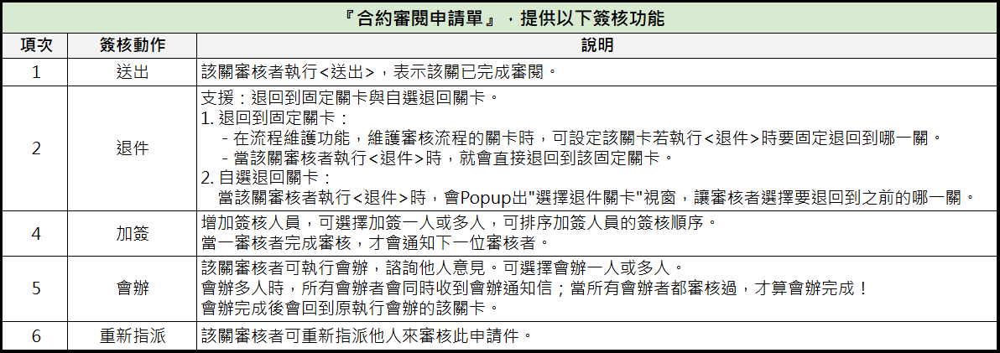 『合約審閱申請單』，提供以下簽核功能
項次 簽核動作 說明
1 送出 該關審核者執行<送出>，表示該關已完成審閱。
2 退件
支援：退回到固定關卡與自選退回關卡。
1. 退回到固定關卡：
- 在流程維護功能，維護審核流程的關卡時，可設定該關卡若執行<退件>時要固定退回到哪一關。
- 當該關審核者執行<退件>時，就會直接退回到該固定關卡。
2. 自選退回關卡：
當該關審核者執行<退件>時，會Popup出"選擇退件關卡"視窗，讓審核者選擇要退回到之前的哪一關。
4 加簽
增加簽核人員，可選擇加簽一人或多人，可排序加簽人員的簽核順序。
當一審核者完成審核，才會通知下一位審核者。
5 會辦
該關審核者可執行會辦，諮詢他人意見。可選擇會辦一人或多人。
會辦多人時，所有會辦者會同時收到會辦通知信；當所有會辦者都審核過，才算會辦完成！
會辦完成後會回到原執行會辦的該關卡。
6 重新指派 該關審核者可重新指派他人來審核此申請件。